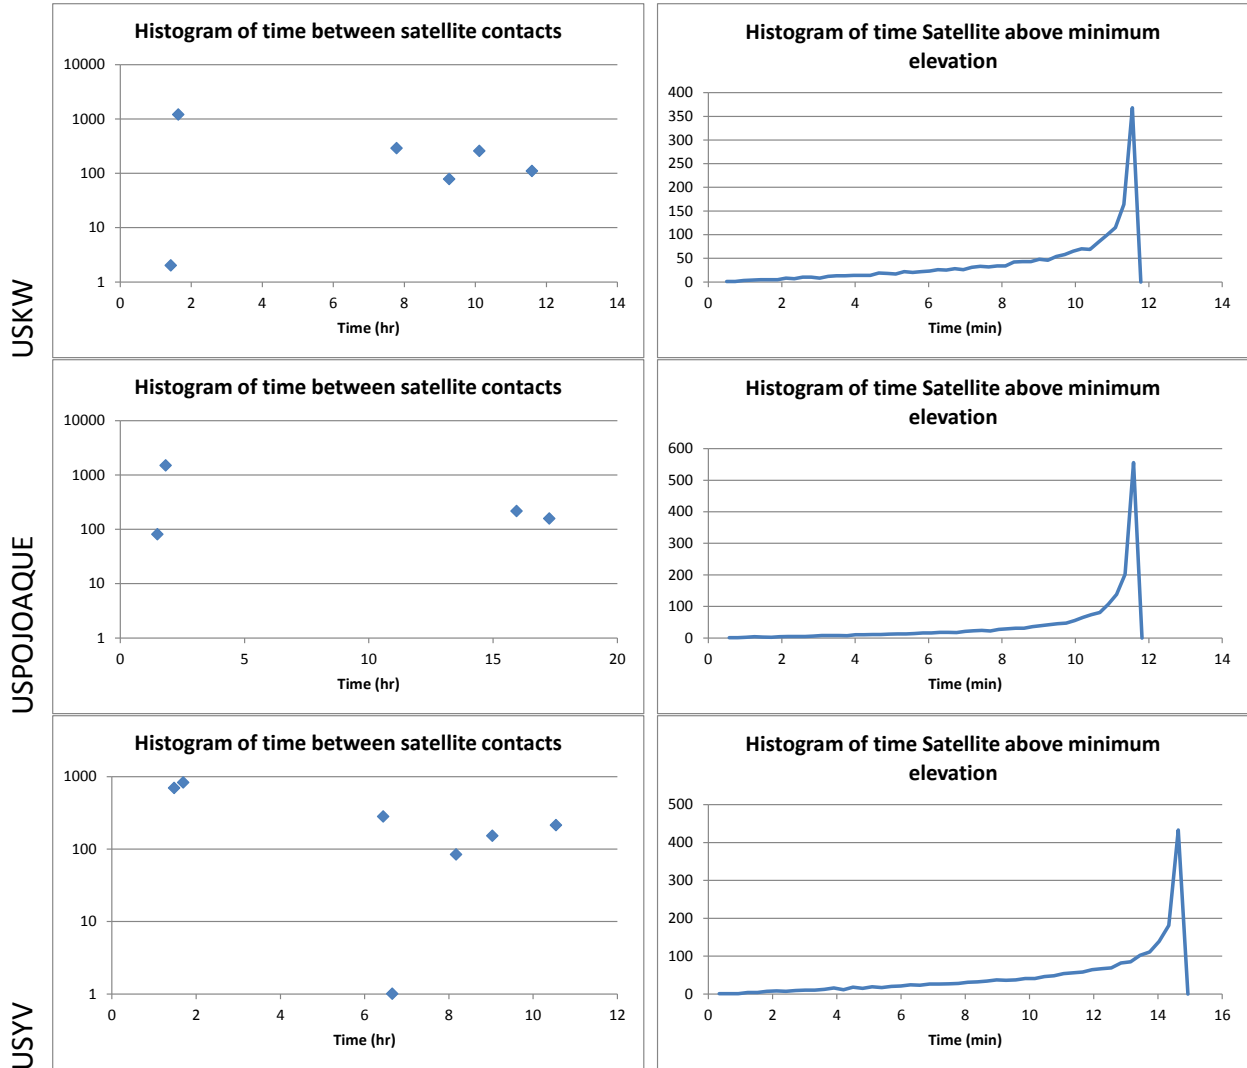 USKW
Histogram of time between satellite contacts
10000
1000
100
10
1
0 2 4 6 8 10 12 14
Time (hr)
Histogram of time Satellite above minimum
elevation
400
350
300
250
200
150
100
50
0
0 2 4 6 8 10 12 14
Time (min)
USPOJOAQUE
Histogram of time between satellite contacts
10000
1000
100
10
1
0 5 10 15 20
Time (hr)
Histogram of time Satellite above minimum
elevation
600
500
400
300
200
100
0
0 2 4 6 8 10 12 14
Time (min)
USYV
Histogram of time between satellite contacts
1000
100
10
1
0 2 4 6 8 10 12
Time (hr)
Histogram of time Satellite above minimum
elevation
500
400
300
200
100
0
0 2 4 6 8 10 12 14 16
Time (min)